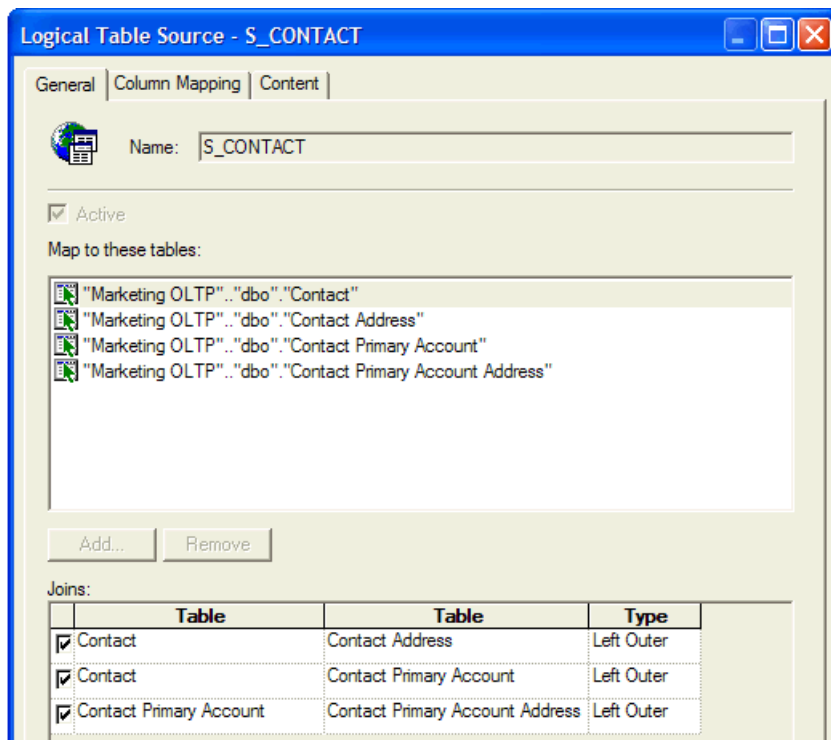 Logical Table Source - S_CONTACT
General Column Mapping Content
Name: S_CONTACT
Active
Map to these tables:
"Marketing OLTP".."dbo"."Contact"
"Marketing OLTP".."dbo"."Contact Address"
"Marketing OLTP".."dbo"."Contact Primary Account"
"Marketing OLTP".."dbo"."Contact Primary Account Address"
Add... Remove
Joins:
Table Table Type
Contact Contact Address Left Outer
Contact Contact Primary Account Left Outer
Contact Primary Account Contact Primary Account Address Left Outer